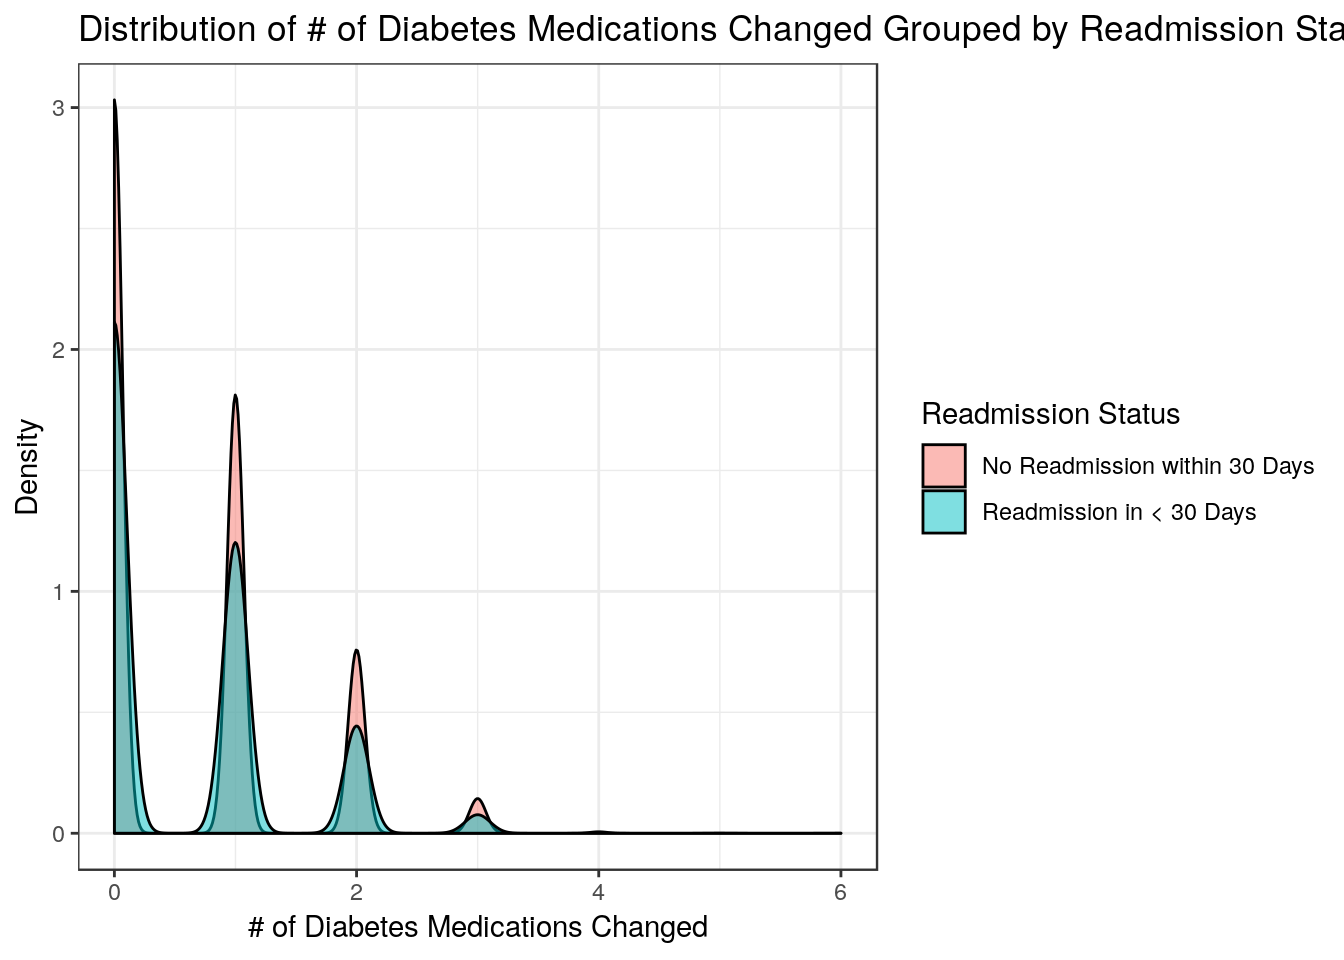 Distribution of # of Diabetes Medications Changed Grouped by Readmission Sta
3
2
1
0
Density
0 2 4 6
# of Diabetes Medications Changed
Readmission Status
No Readmission within 30 Days
Readmission in < 30 Days